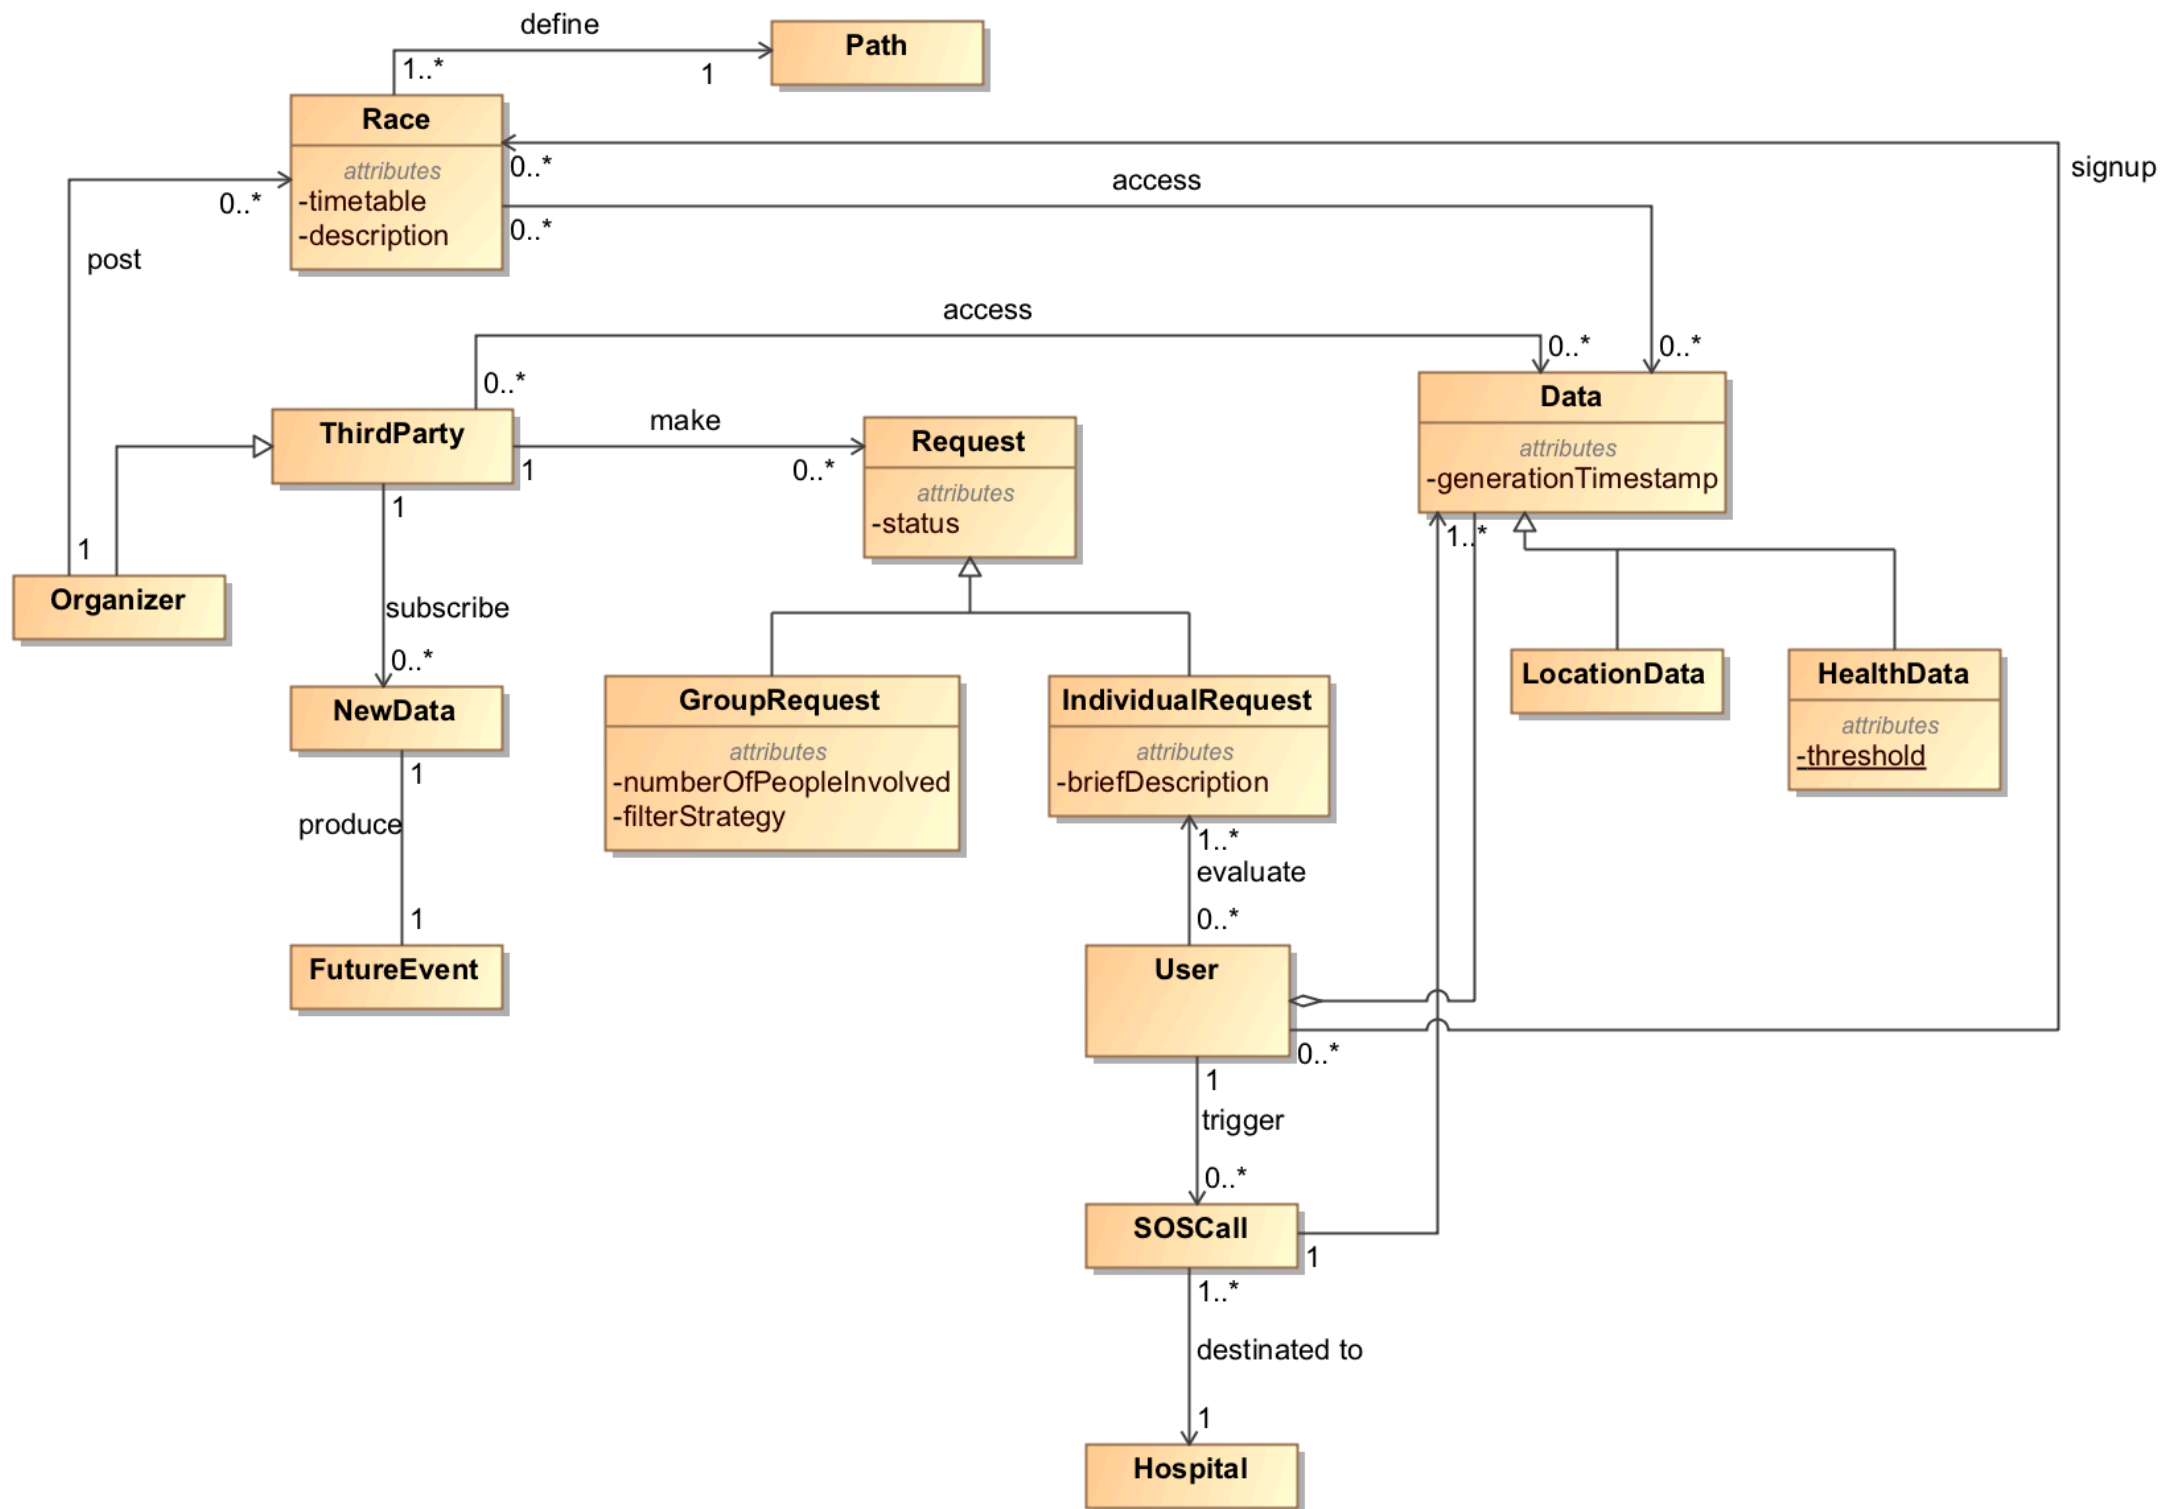 define
Path
1..*
1
Race
attributes
-timetable
-description
0..*
signup
access
0..*
0..*
post
access
0..*
0..*
0..*
Data
attributes
-generationTimestamp
ThirdParty
make
1
0..*
Request
attributes
-status
1
1..*
1
Organizer
subscribe
0..*
LocationData
HealthData
attributes
-threshold
NewData
GroupRequest
attributes
-numberOfPeopleInvolved
-filterStrategy
IndividualRequest
attributes
-briefDescription
1
produce
1..*
evaluate
1
0..*
FutureEvent
User
0..*
1
trigger
0..*
SOSCall
1
1..*
destinated to
1
Hospital